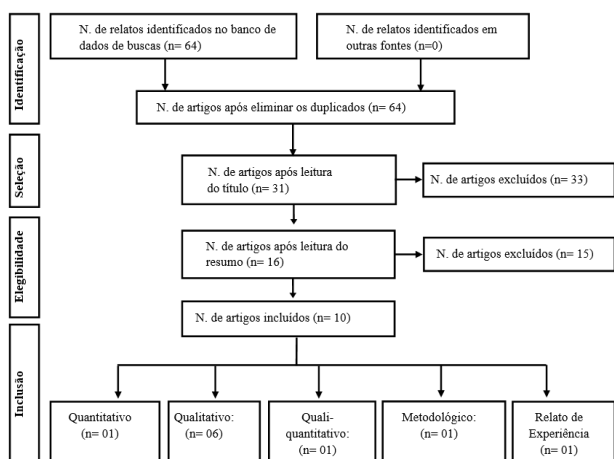 Identificação
N. de relatos identificados no banco de
dados de buscas (n= 64)
N. de relatos identificados em
outras fontes (n=0)
N. de artigos após eliminar os duplicados (n= 64)
Seleção
N. de artigos após leitura
do título (n= 31)
N. de artigos excluídos (n= 33)
Elegibilidade
N. de artigos após leitura do
resumo (n= 16)
N. de artigos excluídos (n= 15)
N. de artigos incluídos (n= 10)
Inclusão
Quantitativo
(n= 01)
Qualitativo:
(n= 06)
Quali-
quantitativo:
(n= 01)
Metodológico:
(n= 01)
Relato de
Experiência
(n= 01)